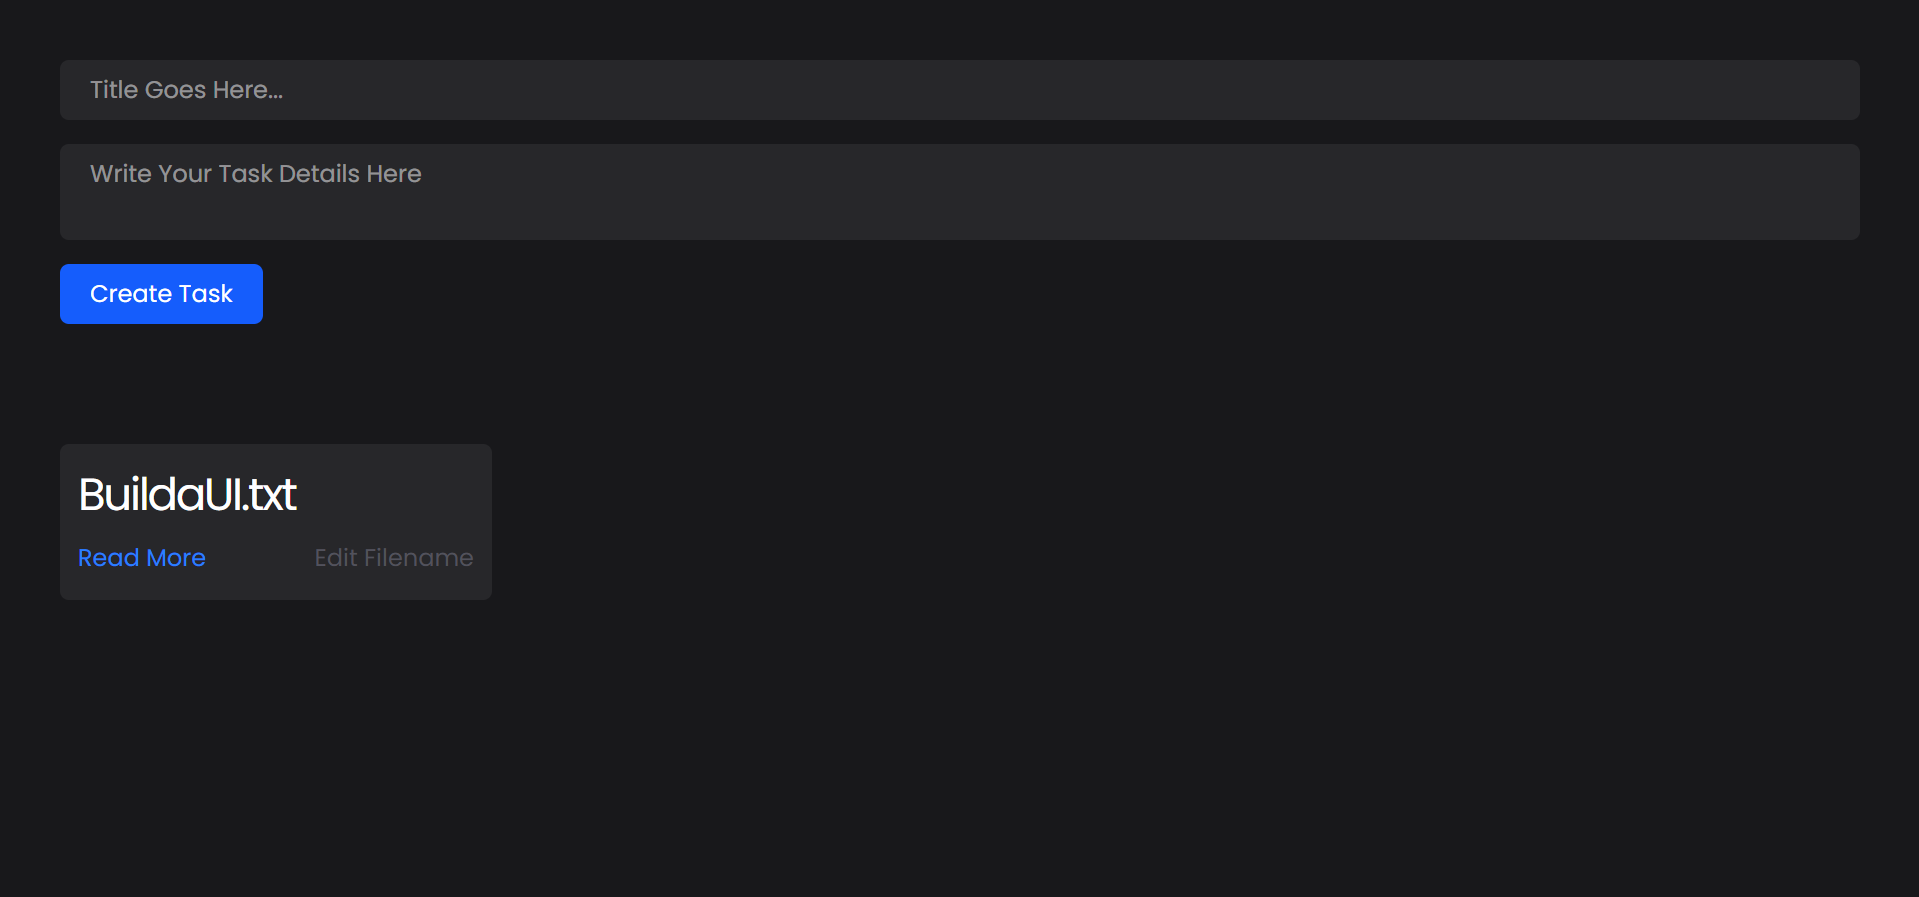 Title Goes Here...
Write Your Task Details Here
Create Task
BuildaUI.txt
Read More Edit Filename